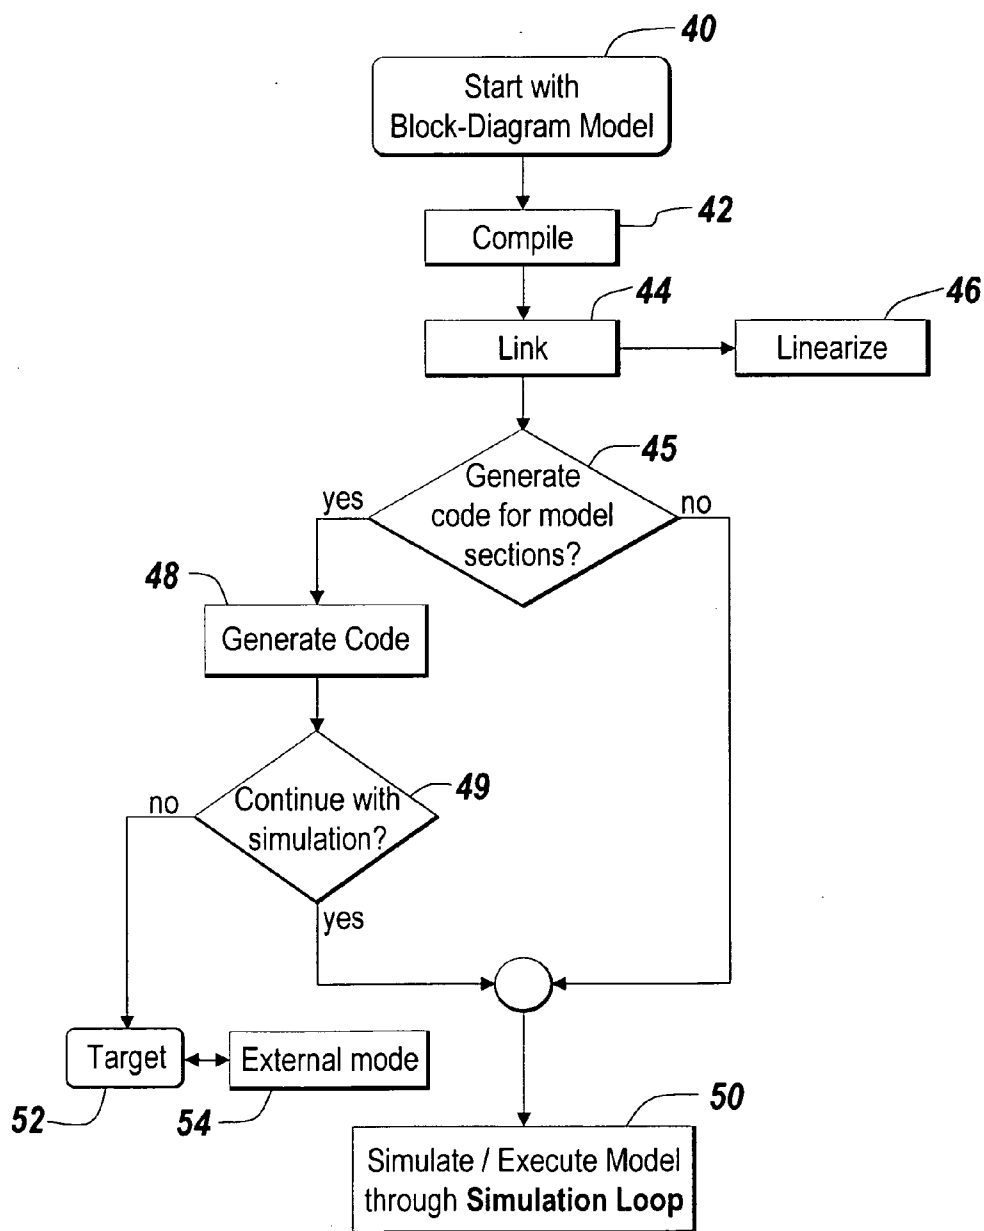 40
Start with
Block-Diagram Model
42
Compile
44
46
Link
Linearize
45
Generate
code for model
sections?
yes
no
48
Generate Code
49
Continue with
simulation?
no
yes
Target
External mode
52
54
50
Simulate / Execute Model
through Simulation Loop